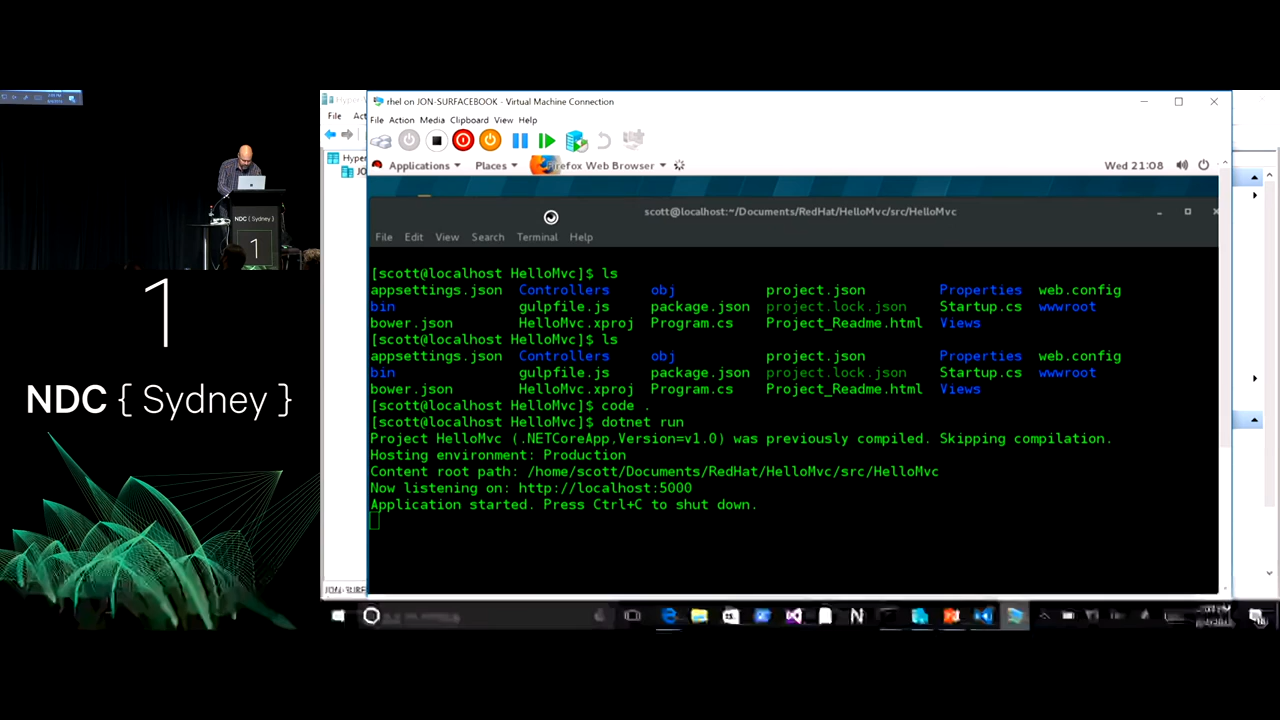 NDC { Sydney }
1
1
NDC { Sydney }
Hyper
File
Act
Hyper
JO
rhel on JON-SURFACEBOOK - Virtual Machine Connection
File Action Media Clipboard View Help
Applications Places Firefox Web Browser Wed 21:08
scott@localhost:~/Documents/RedHat/HelloMvc/src/HelloMvc
File Edit View Search Terminal Help
[scott@localhost HelloMvc]$ ls
appsettings.json Controllers obj project.json Properties web.config
bin gulpfile.js package.json project.lock.json Startup.cs wwwroot
bower.json HelloMvc.xproj Program.cs Project_Readme.html Views
[scott@localhost HelloMvc]$ ls
appsettings.json Controllers obj project.json Properties web.config
bin gulpfile.js package.json project.lock.json Startup.cs wwwroot
bower.json HelloMvc.xproj Program.cs Project_Readme.html Views
[scott@localhost HelloMvc]$ code .
[scott@localhost HelloMvc]$ dotnet run
Project HelloMvc (.NETCoreApp,Version=v1.0) was previously compiled. Skipping compilation.
Hosting environment: Production
Content root path: /home/scott/Documents/RedHat/HelloMvc/src/HelloMvc
Now listening on: http://localhost:5000
Application started. Press Ctrl+C to shut down.
JON-SURF